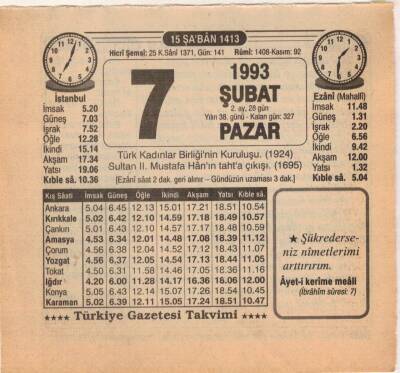 15 ŞA'BÂN 1413
Hicrî Şemsî: 25 K.Sânî 1371, Gün: 141 Rûmî: 1408-Kasım: 92
İstanbul
İmsak 5.20
Güneş 7.03
İşrak 7.52
Öğle 12.28
İkindi 15.14
Akşam 17.34
Yatsı 19.06
Kıble sâ. 10.36
7
1993
ŞUBAT
2. ay, 28 gün
Yılın 38. günü - Kalan gün: 327
PAZAR
Ezânî (Mahallî)
İmsak 11.48
Güneş 1.31
İşrak 2.20
Öğle 6.56
İkindi 9.42
Akşam 12.00
Yatsı 1.32
Kıble sâ. 5.04
Türk Kadınlar Birliği'nin Kuruluşu. (1924)
Sultan II. Mustafa Hân'ın taht'a çıkışı. (1695)
[Ezânî sâat 2 dak. geri alınır – Gündüzün uzaması 3 dak.]
Kış Sâati İmsak Güneş Öğle İkindi Akşam Yatsı Kıble sâ.
Ankara 5.04 6.45 12.13 15.01 17.21 18.51 10.54
Kırıkkale 5.02 6.42 12.10 14.59 17.18 18.49 10.57
Çankırı 5.01 6.43 12.10 14.57 17.17 18.48 10.59
Amasya 4.53 6.34 12.01 14.48 17.08 18.39 11.12
Çorum 4.56 6.38 12.04 14.52 17.12 18.43 11.07
Yozgat 4.56 6.37 12.05 14.54 17.13 18.44 11.05
Tokat 4.50 6.31 11.58 14.46 17.05 18.36 11.16
Iğdır 4.20 6.00 11.28 14.17 16.36 18.06 12.00
Konya 5.05 6.43 12.14 15.07 17.26 18.54 10.45
Karaman 5.02 6.39 12.11 15.05 17.24 18.51 10.47
★ Şükrederse-
niz nîmetlerimi
arttırırım.
Âyet-i kerîme meâli
(İbrâhîm sûresi: 7)
★★★★ Türkiye Gazetesi Takvimi ★★★★